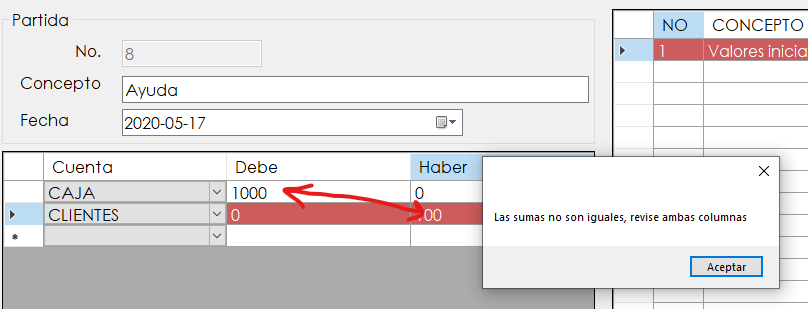 Partida
No. 8
Concepto Ayuda
Fecha 2020-05-17
Cuenta Debe Haber
CAJA 1000 0
CLIENTES 0 100
*
NO CONCEPTO
1 Valores inicia
Las sumas no son iguales, revise ambas columnas
Aceptar